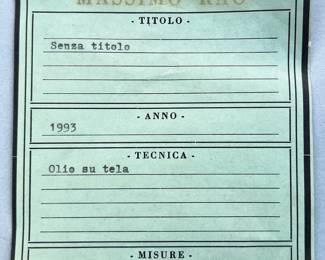 MASSIMO RAO
- TITOLO -
Senza titolo
- ANNO -
1993
- TECNICA -
Olio su tela
- MISURE -